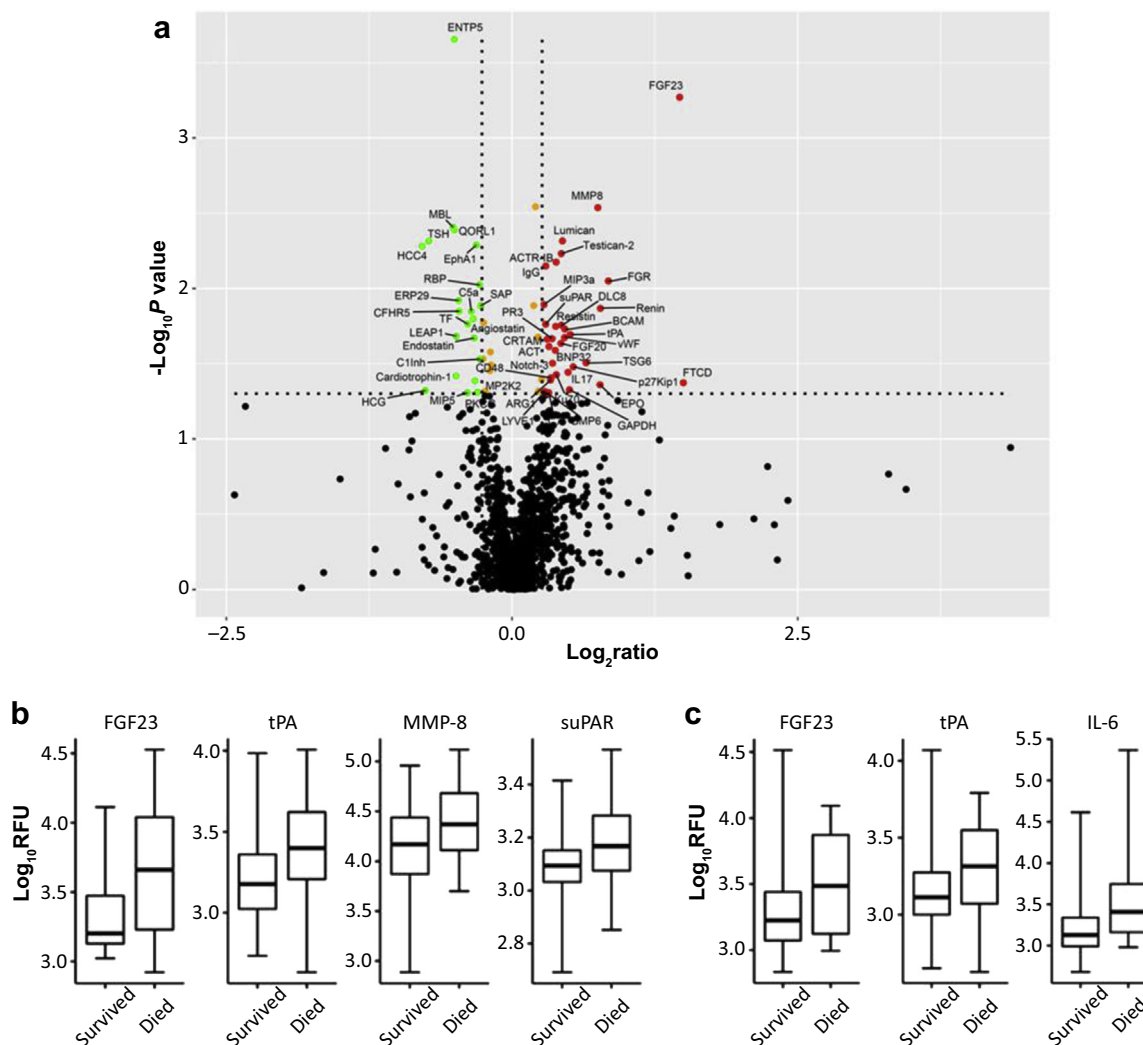 a
ENTP5
FGF23
3
MMP8
MBL
TSH
QORL1
Lumican
HCC4
EphA1
ACTR-IB
Testican-2
IgG
2
RBP
MIP3a
FGR
ERP29
C5a
SAP
suPAR
DLC8
CFHR5
PR3
Resistin
Renin
TF
Angiostatin
BCAM
LEAP1
CRTAM
tPA
Endostatin
ACT
FGF20
vWF
C1Inh
Notch-3
BNP32
TSG6
Cardiotrophin-1
CD48
IL17
p27Kip1
FTCD
HCG
MIP5
MP2K2
ARG1
EPO
LYVE1
GAPDH
1
0
-Log10P value
−2.5
0.0
2.5
Log2ratio
b
FGF23
tPA
MMP-8
suPAR
Log10RFU
4.5
4.0
3.5
3.0
4.0
3.5
3.0
5.0
4.5
4.0
3.5
3.0
3.4
3.2
3.0
2.8
Survived
Died
Survived
Died
Survived
Died
Survived
Died
c
FGF23
tPA
IL-6
Log10RFU
4.5
4.0
3.5
3.0
4.0
3.5
3.0
5.5
5.0
4.5
4.0
3.5
3.0
Survived
Died
Survived
Died
Survived
Died